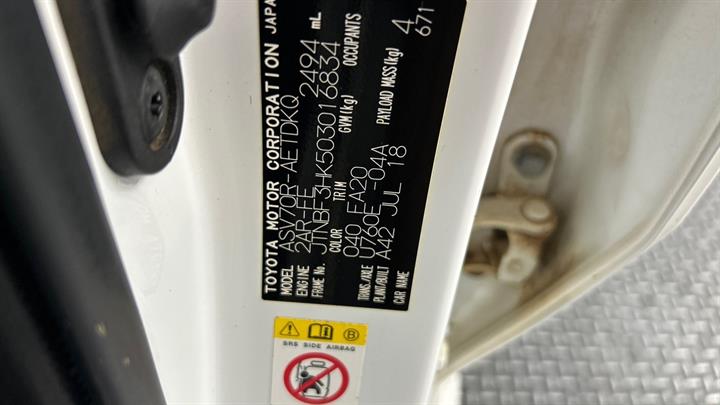 TOYOTA MOTOR CORPORATION JAPA
MODEL ASV70R-AETDKQ
ENGINE 2AR-FE 2494 mL
FRAME No. JTNBF3HK503016834
COLOR TRIM GVM(kg) OCCUPANTS
040 FA20 4
TRANS/AXLE U760E -04A PAYLOAD MASS(kg) 671
PLANT/BUILT A42 JUL 18
CAR NAME
SRS SIDE AIRBAG